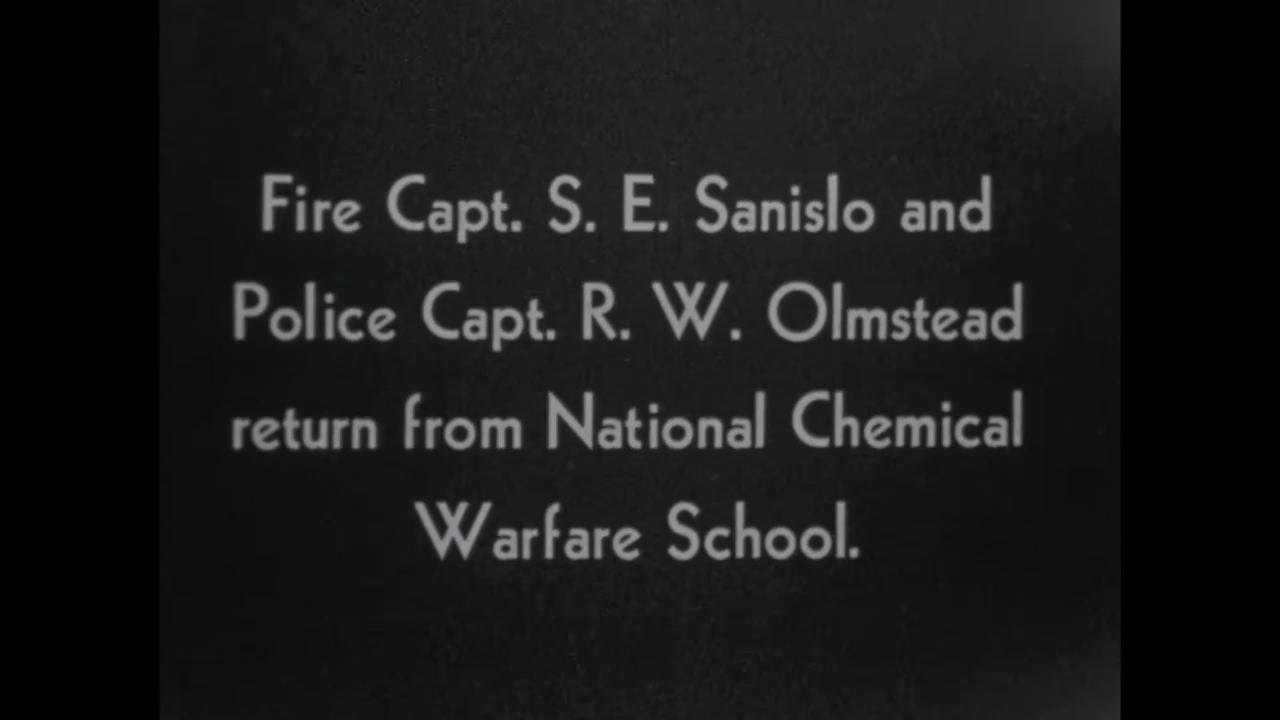 Fire Capt. S. E. Sanislo and
Police Capt. R. W. Olmstead
return from National Chemical
Warfare School.